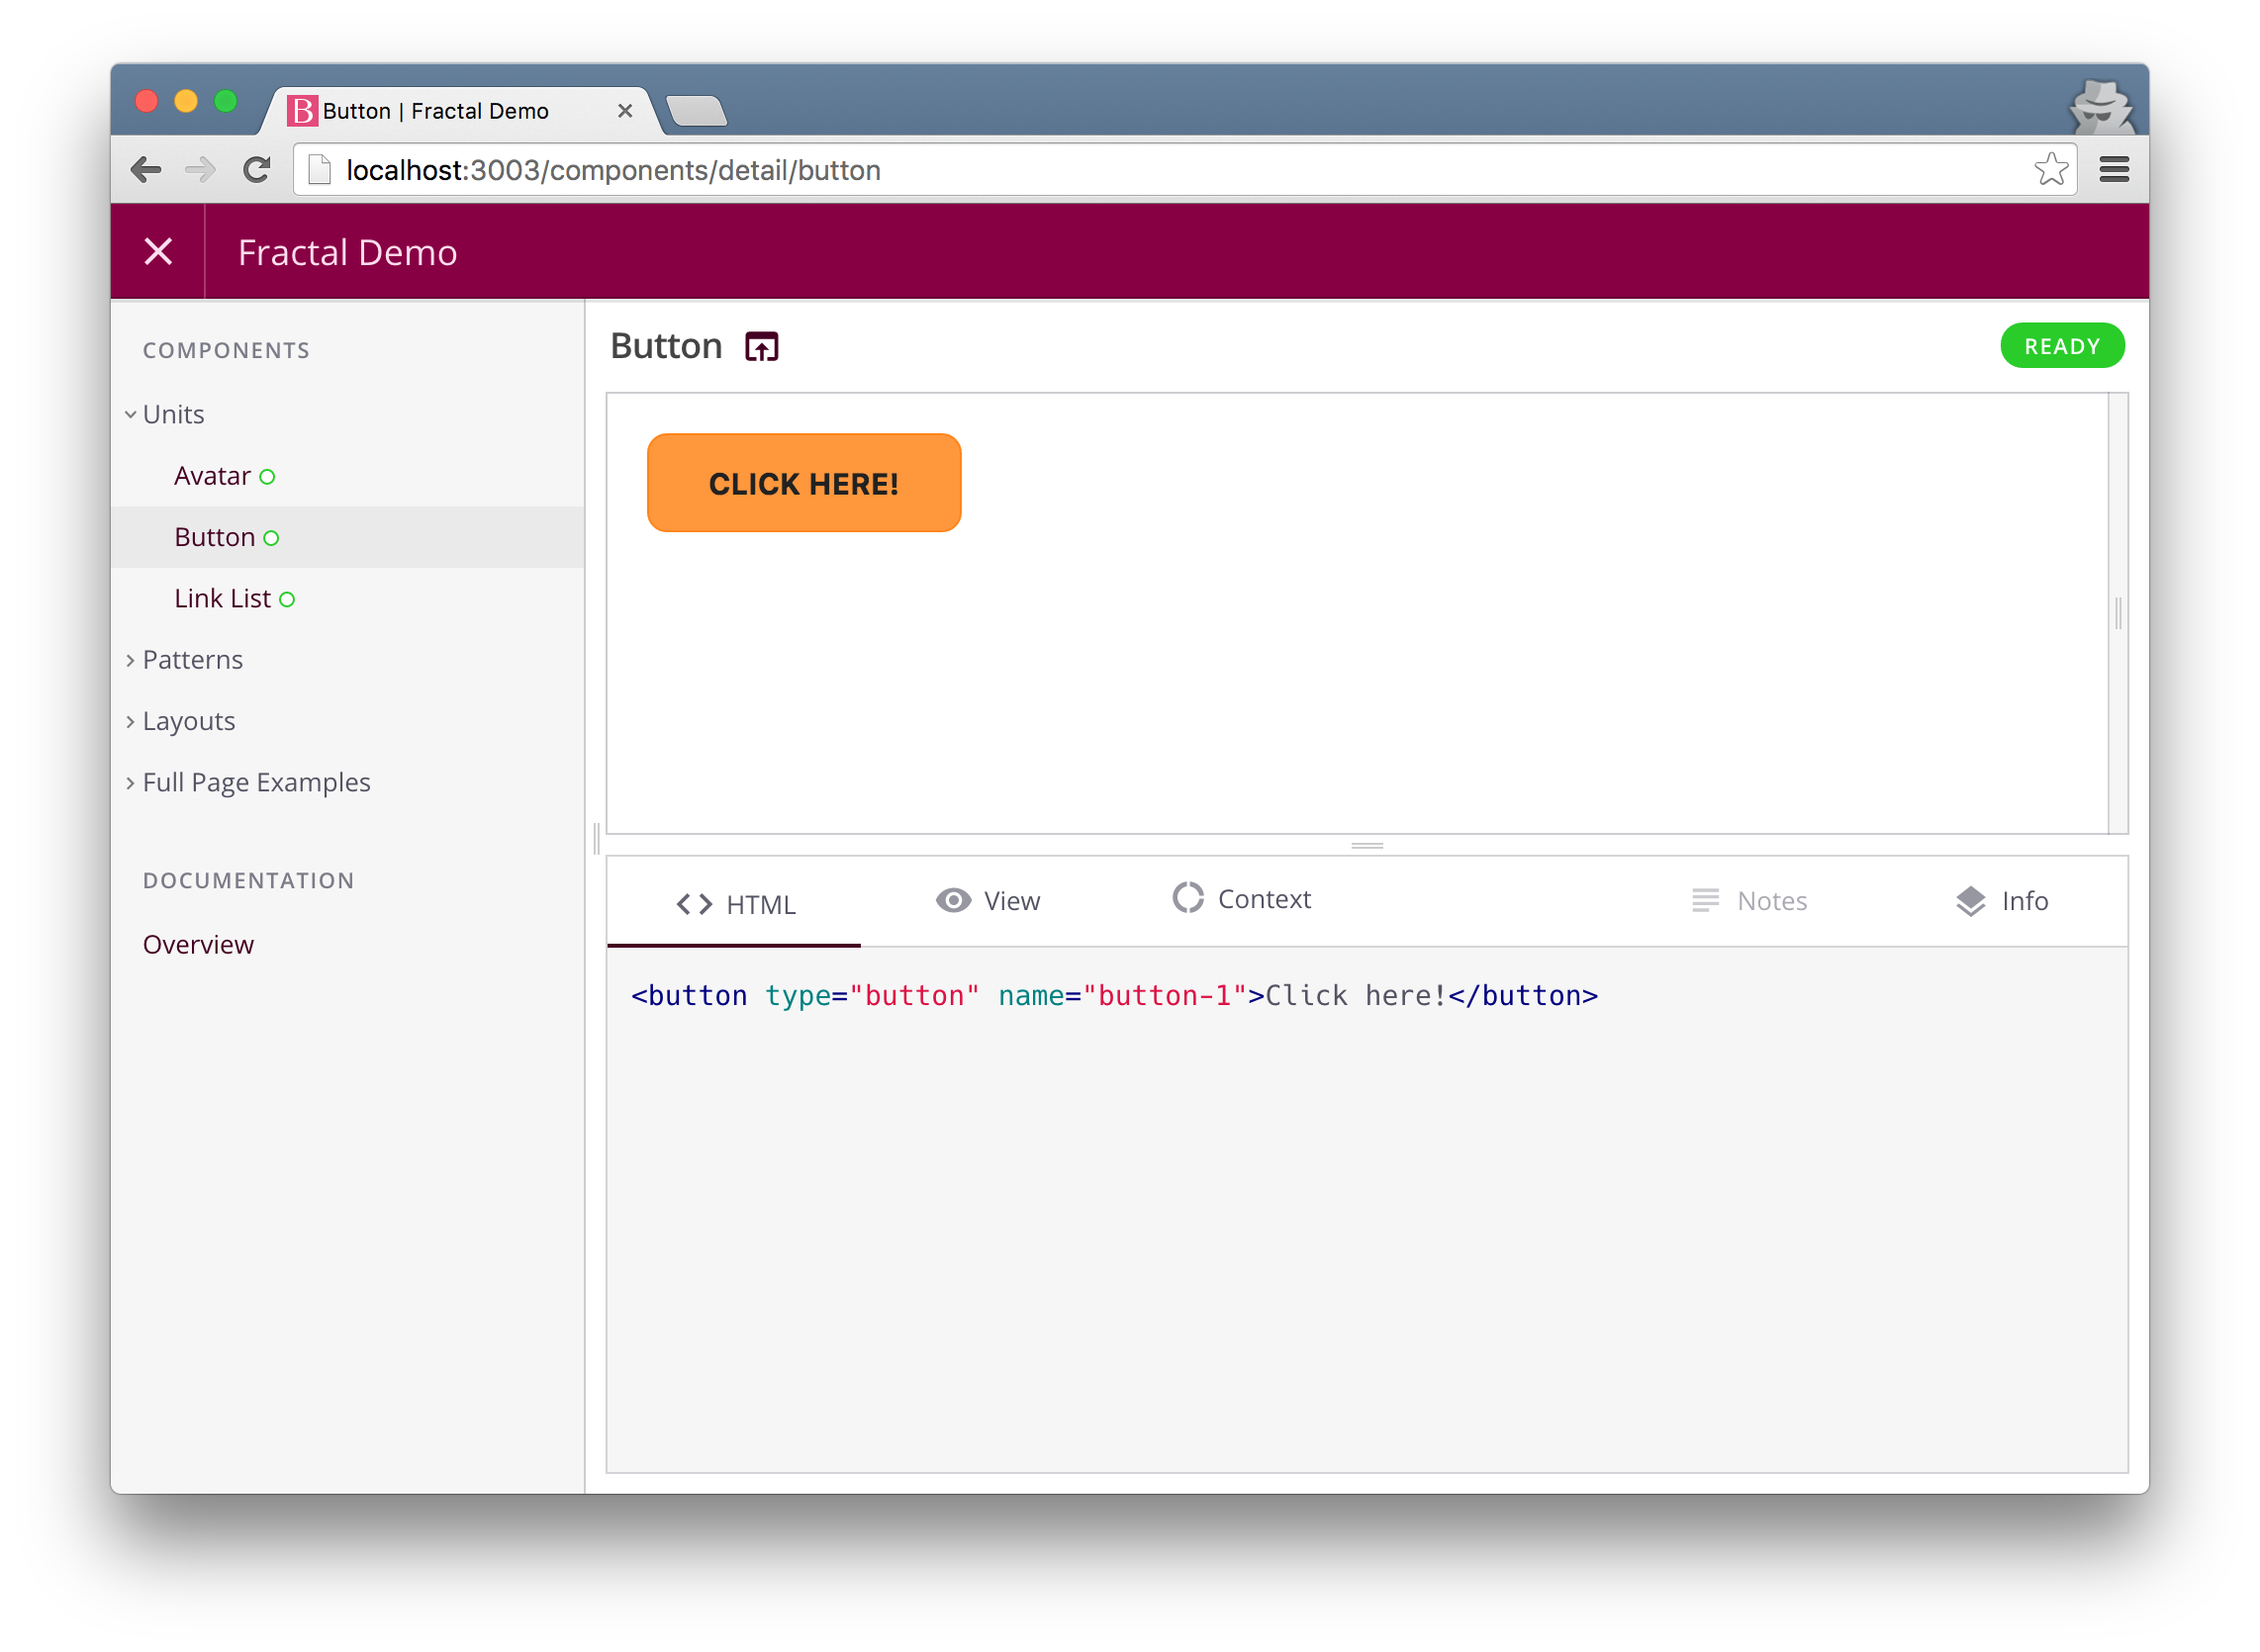 B Button | Fractal Demo
localhost:3003/components/detail/button
Fractal Demo
COMPONENTS
Units
Avatar
Button
Link List
Patterns
Layouts
Full Page Examples
DOCUMENTATION
Overview
Button
READY
CLICK HERE!
HTML
View
Context
Notes
Info
<button type="button" name="button-1">Click here!</button>